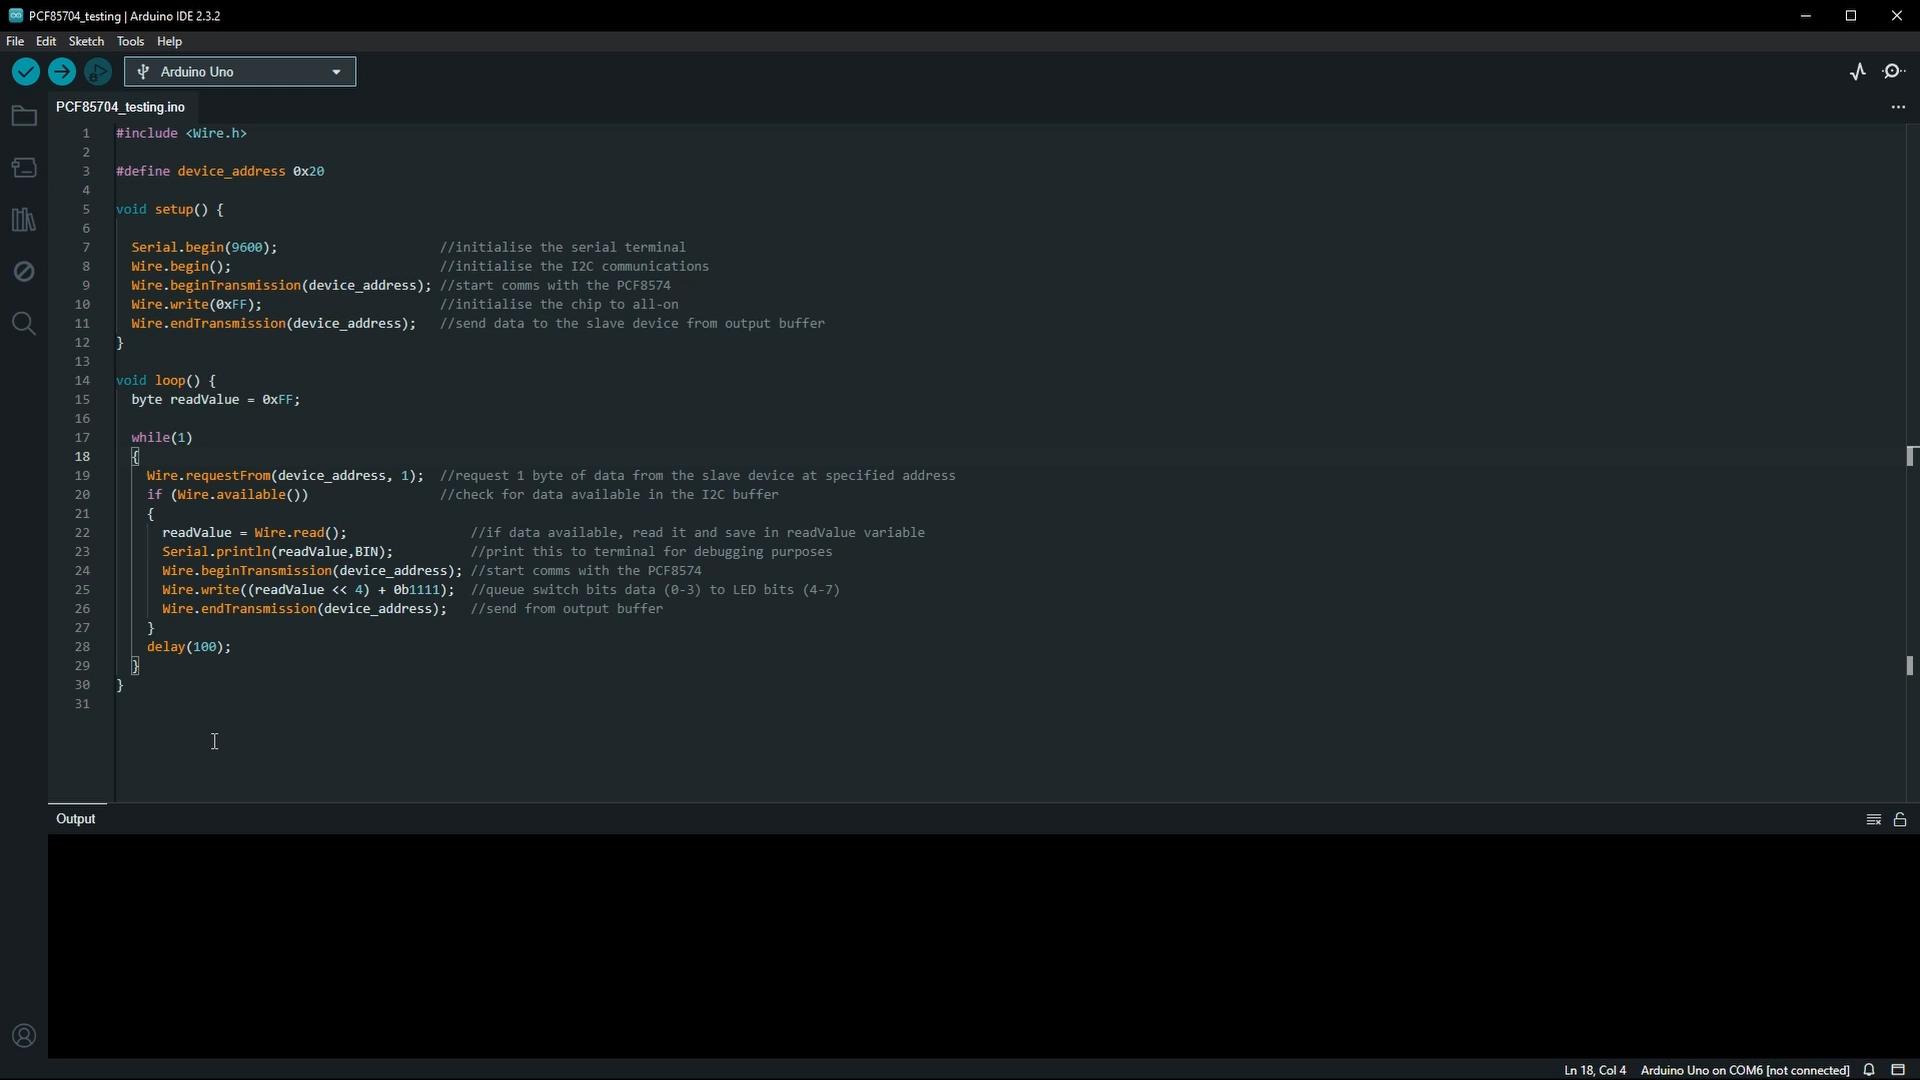 PCF85704_testing | Arduino IDE 2.3.2
File Edit Sketch Tools Help
Arduino Uno
PCF85704_testing.ino
1 #include <Wire.h>
2
3 #define device_address 0x20
4
5 void setup() {
6
7 Serial.begin(9600); //initialise the serial terminal
8 Wire.begin(); //initialise the I2C communications
9 Wire.beginTransmission(device_address); //start comms with the PCF8574
10 Wire.write(0xFF); //initialise the chip to all-on
11 Wire.endTransmission(device_address); //send data to the slave device from output buffer
12 }
13
14 void loop() {
15 byte readValue = 0xFF;
16
17 while(1)
18 {
19 Wire.requestFrom(device_address, 1); //request 1 byte of data from the slave device at specified address
20 if (Wire.available()) //check for data available in the I2C buffer
21 {
22 readValue = Wire.read(); //if data available, read it and save in readValue variable
23 Serial.println(readValue,BIN); //print this to terminal for debugging purposes
24 Wire.beginTransmission(device_address); //start comms with the PCF8574
25 Wire.write((readValue << 4) + 0b1111); //queue switch bits data (0-3) to LED bits (4-7)
26 Wire.endTransmission(device_address); //send from output buffer
27 }
28 delay(100);
29 }
30 }
31
Output
Ln 18, Col 4 Arduino Uno on COM6 [not connected]